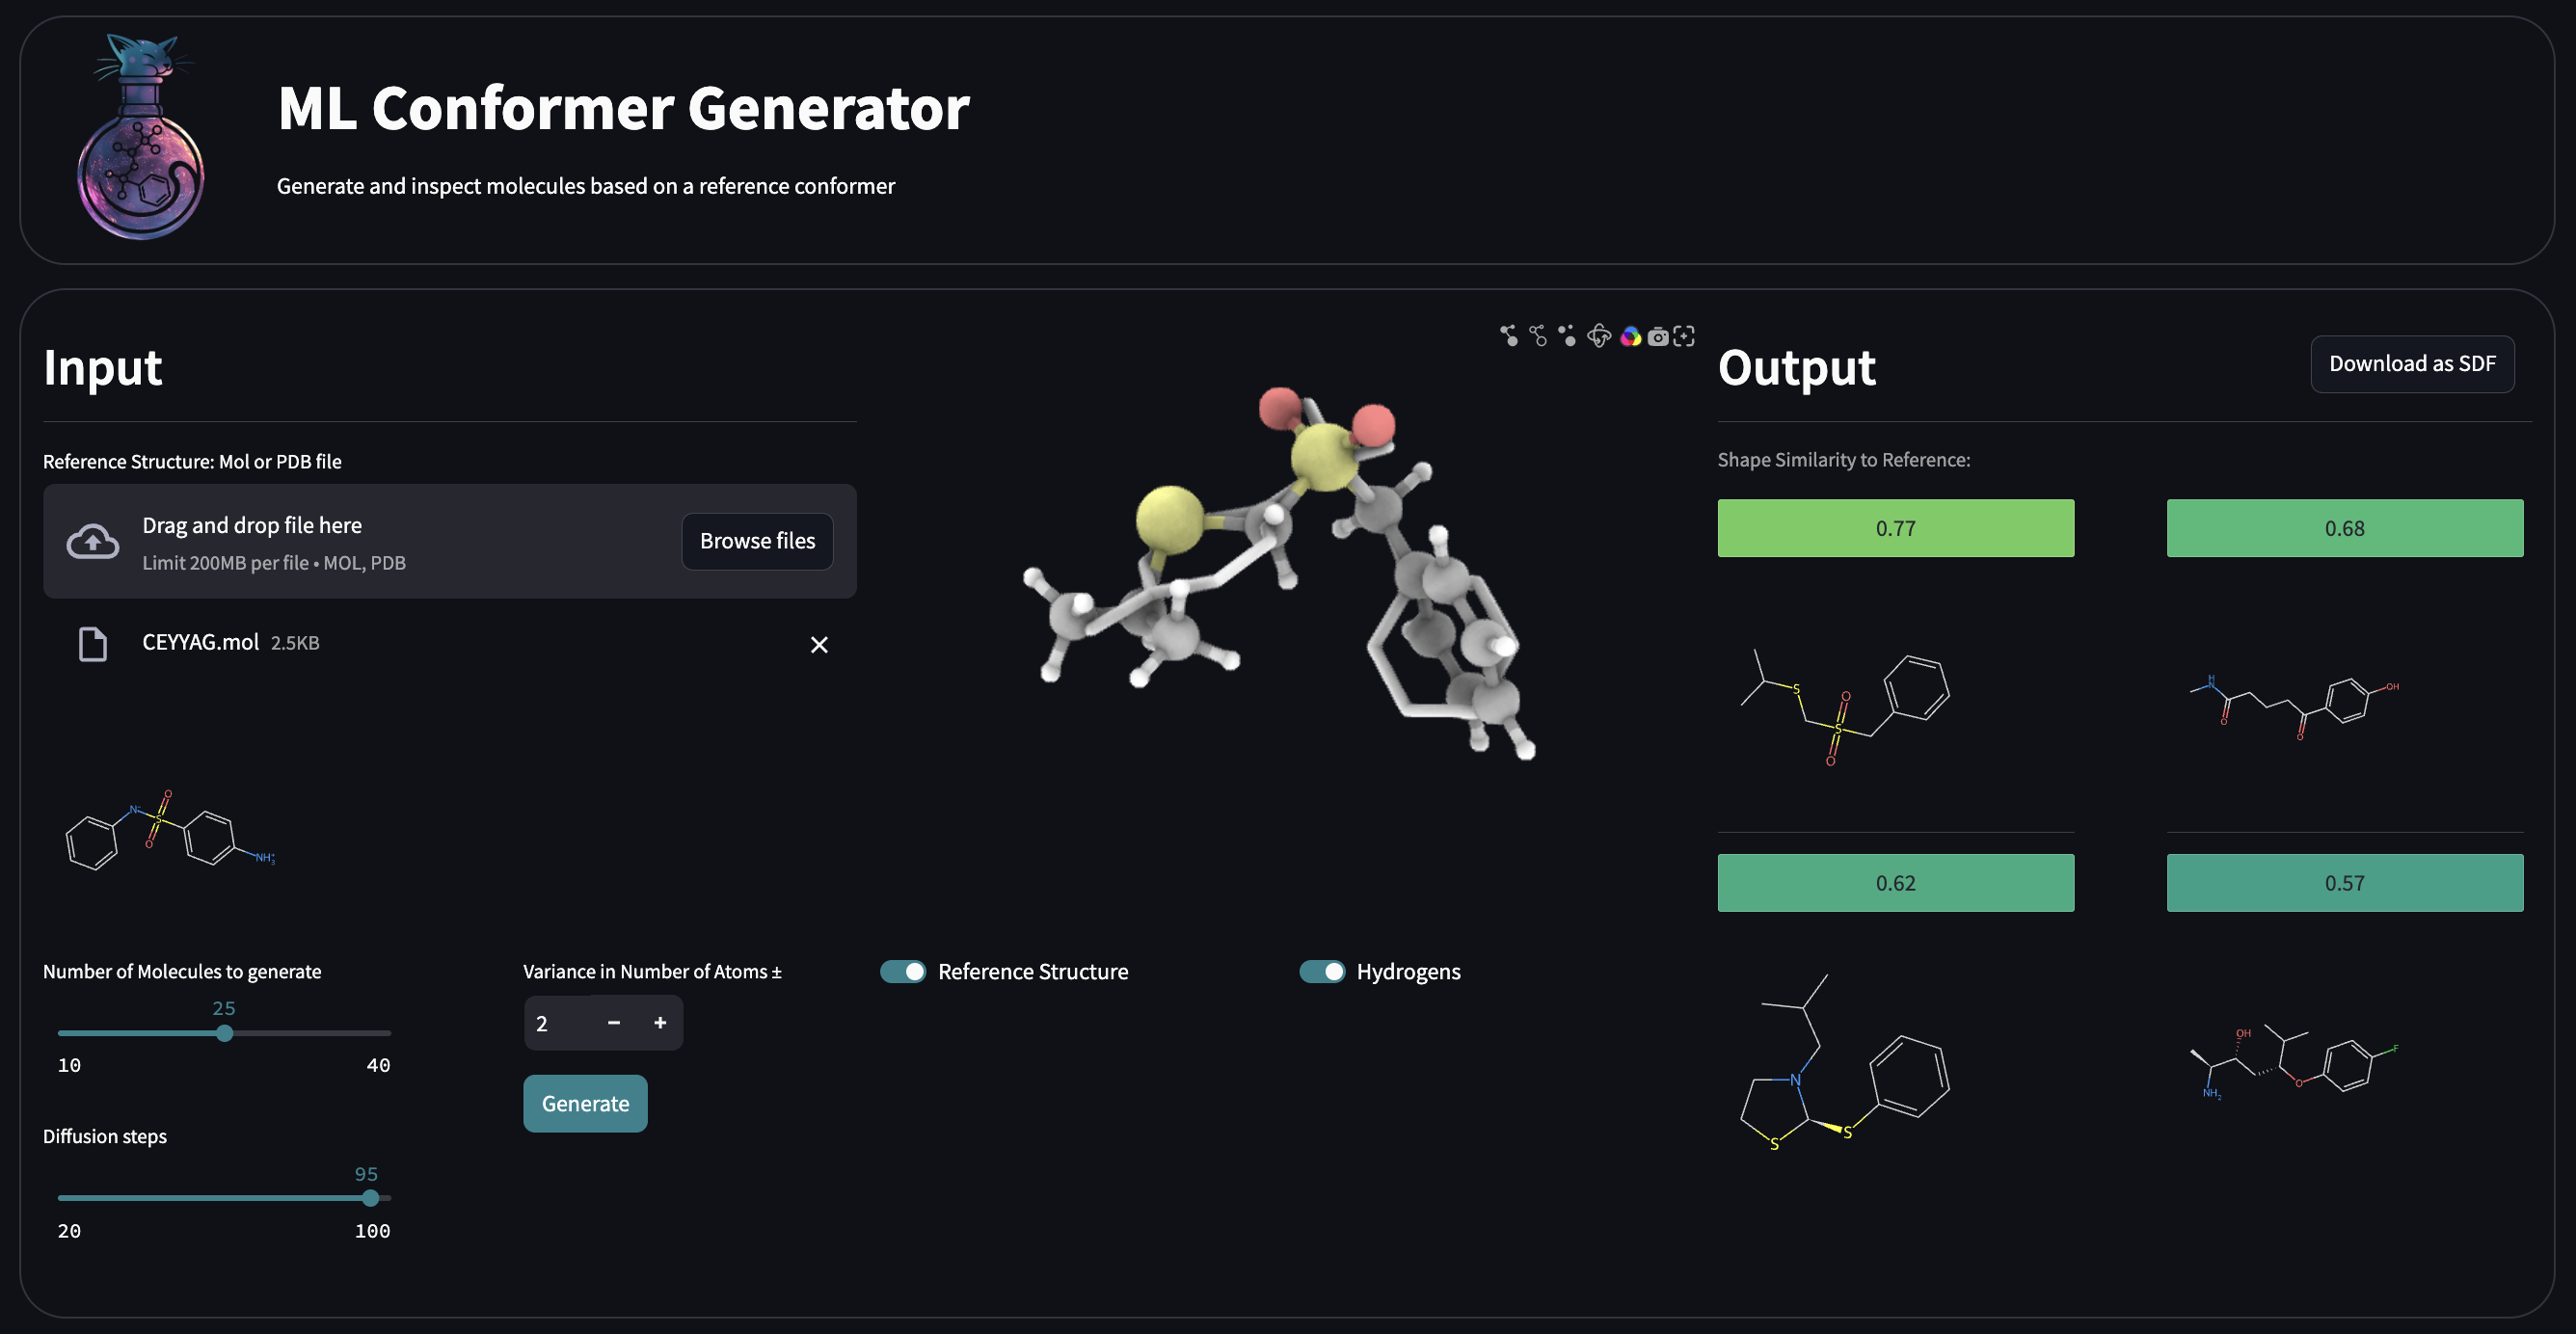 ML Conformer Generator
Generate and inspect molecules based on a reference conformer
Input
Reference Structure: Mol or PDB file
Drag and drop file here
Limit 200MB per file • MOL, PDB
Browse files
CEYYAG.mol 2.5KB
N⁻
S
O
O
NH₃⁺
Number of Molecules to generate
25
10 40
Diffusion steps
95
20 100
Variance in Number of Atoms ±
2 − +
Generate
Reference Structure
Hydrogens
Output
Download as SDF
Shape Similarity to Reference:
0.77
S
O
S
O
0.68
H
N
O
O
OH
0.62
N
S
S
0.57
OH
NH₂
O
F